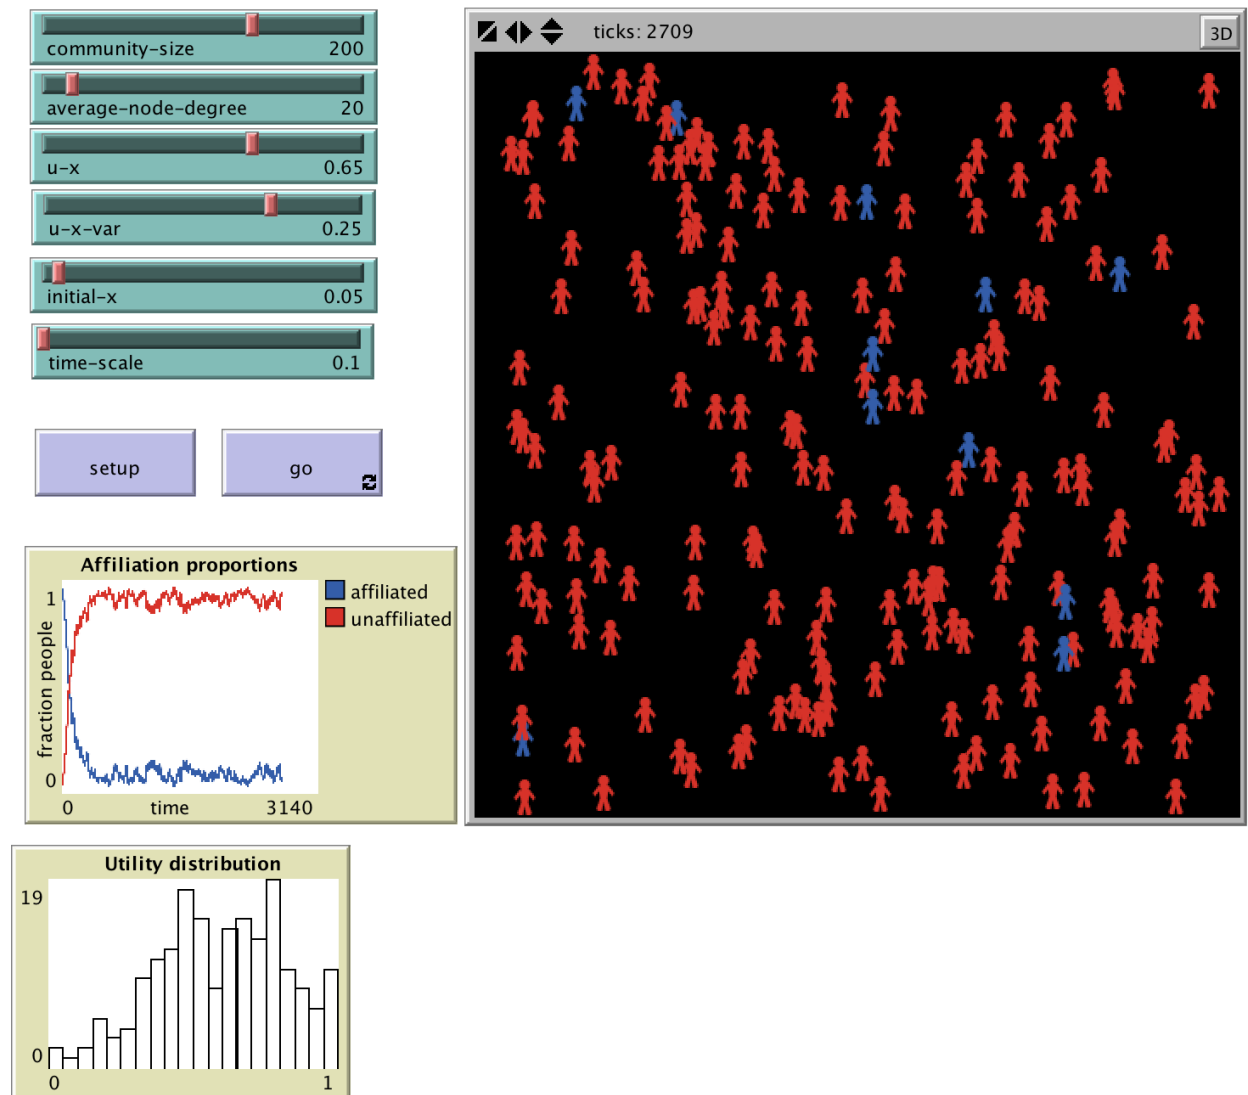 community-size 200
average-node-degree 20
u-x 0.65
u-x-var 0.25
initial-x 0.05
time-scale 0.1
setup
go
ticks: 2709
3D
Affiliation proportions
1
fraction people
0
0 time 3140
affiliated
unaffiliated
Utility distribution
19
0
0 1